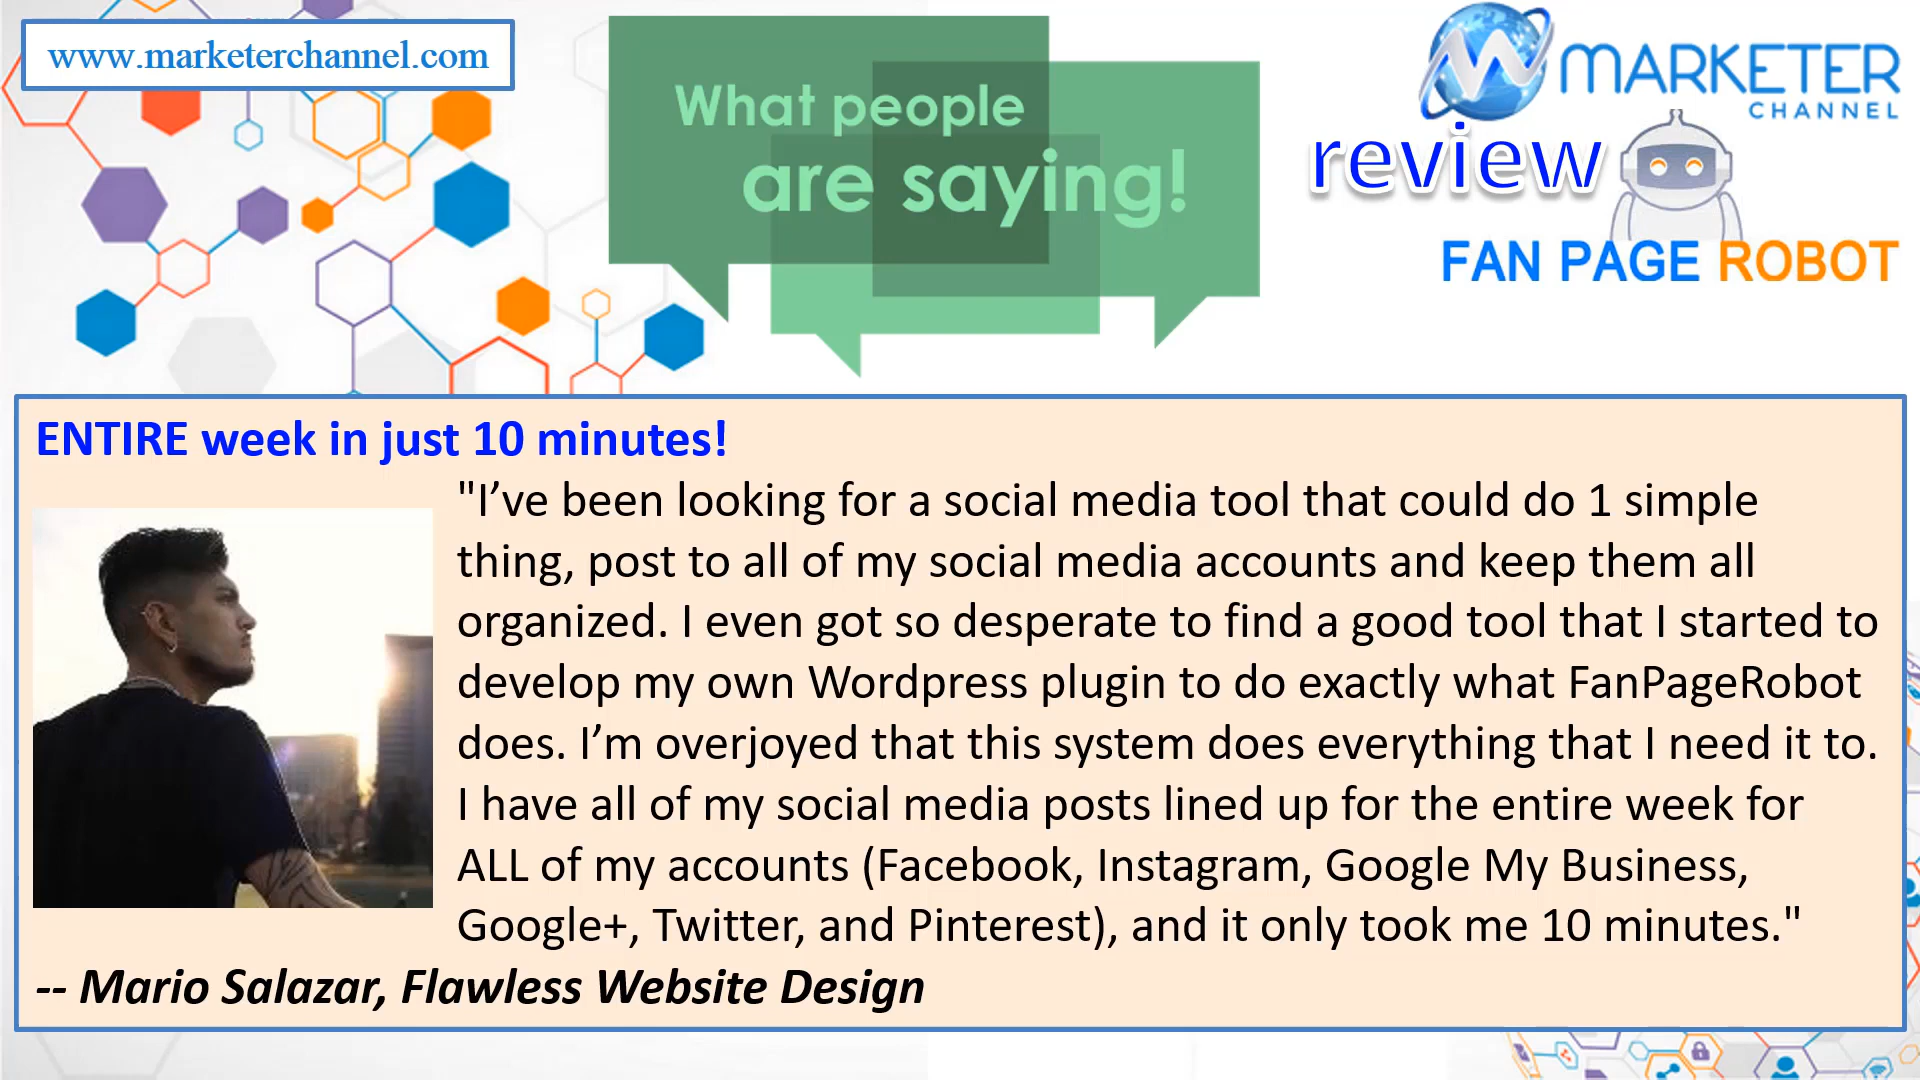 www.marketerchannel.com
What people
are saying!
MARKETER
CHANNEL
review
FAN PAGE ROBOT
ENTIRE week in just 10 minutes!
"I’ve been looking for a social media tool that could do 1 simple
thing, post to all of my social media accounts and keep them all
organized. I even got so desperate to find a good tool that I started to
develop my own Wordpress plugin to do exactly what FanPageRobot
does. I’m overjoyed that this system does everything that I need it to.
I have all of my social media posts lined up for the entire week for
ALL of my accounts (Facebook, Instagram, Google My Business,
Google+, Twitter, and Pinterest), and it only took me 10 minutes."
-- Mario Salazar, Flawless Website Design